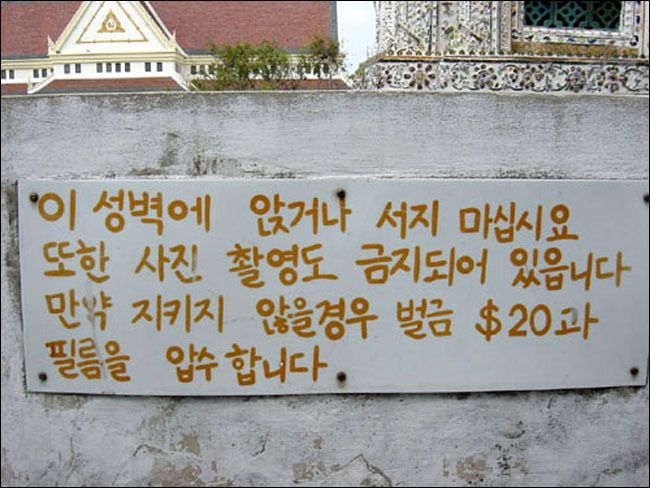 이 성벽에 앉거나 서지 마십시요
또한 사진 촬영도 금지되어 있읍니다
만약 지키지 않을경우 벌금 $20과
필름을 압수합니다